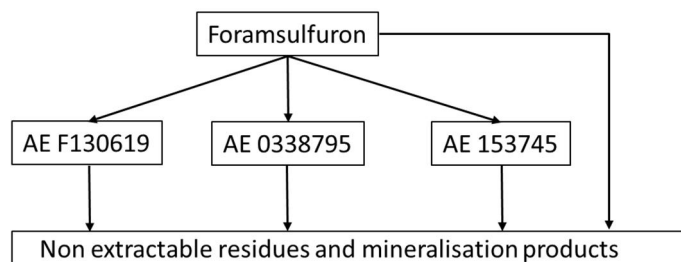 Foramsulfuron
AE F130619
AE 0338795
AE 153745
Non extractable residues and mineralisation products